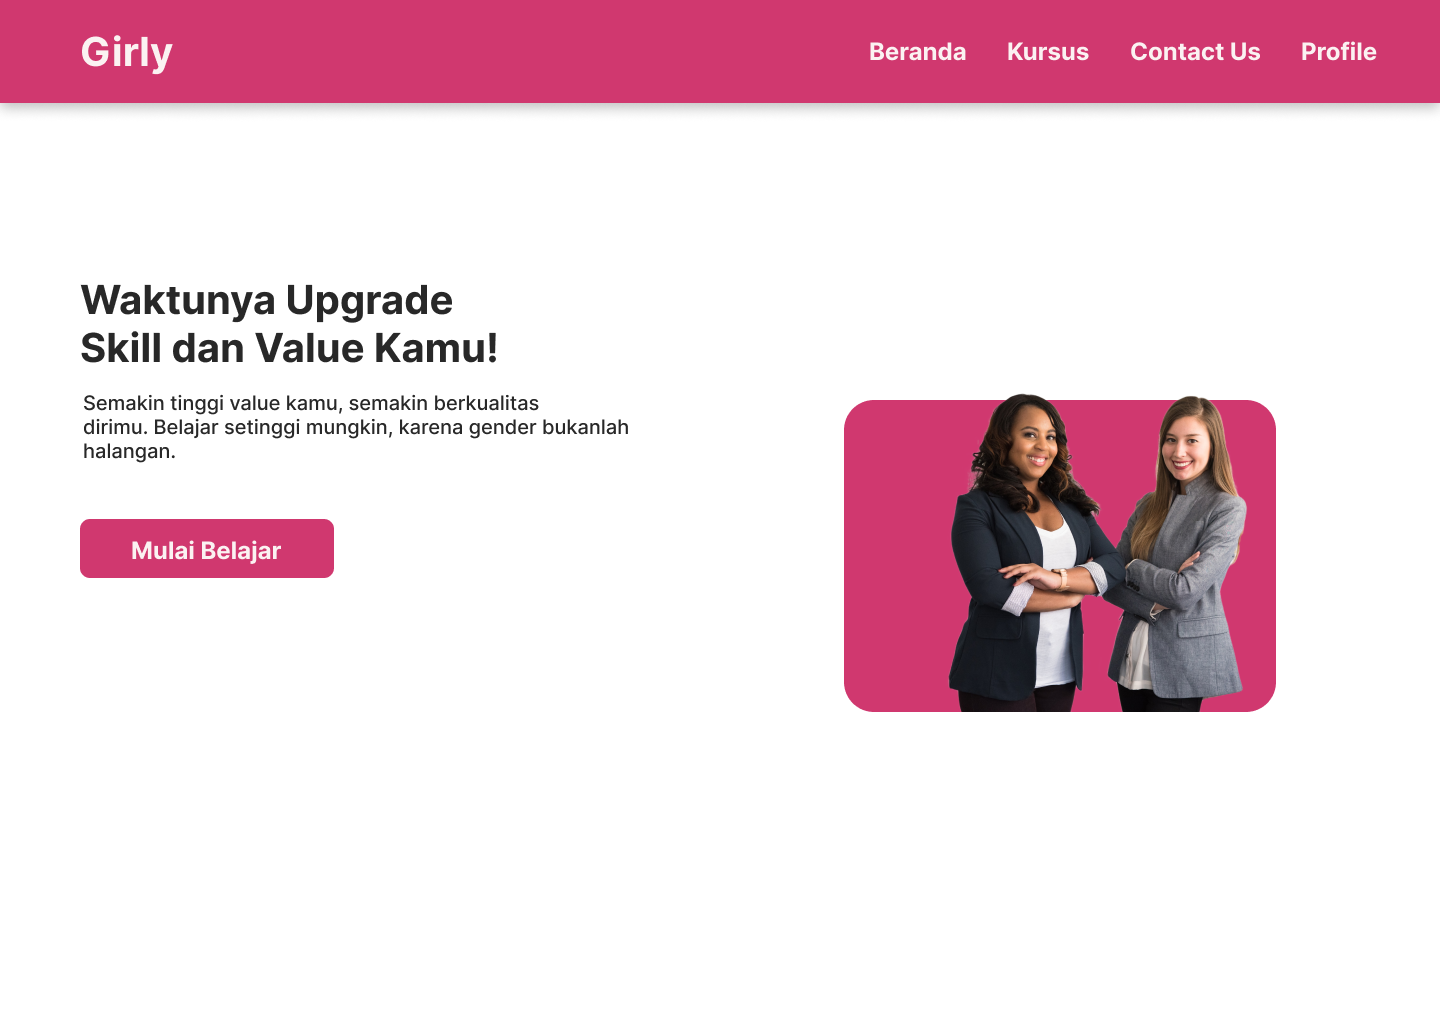 Girly
Beranda Kursus Contact Us Profile
Waktunya Upgrade
Skill dan Value Kamu!
Semakin tinggi value kamu, semakin berkualitas
dirimu. Belajar setinggi mungkin, karena gender bukanlah
halangan.
Mulai Belajar